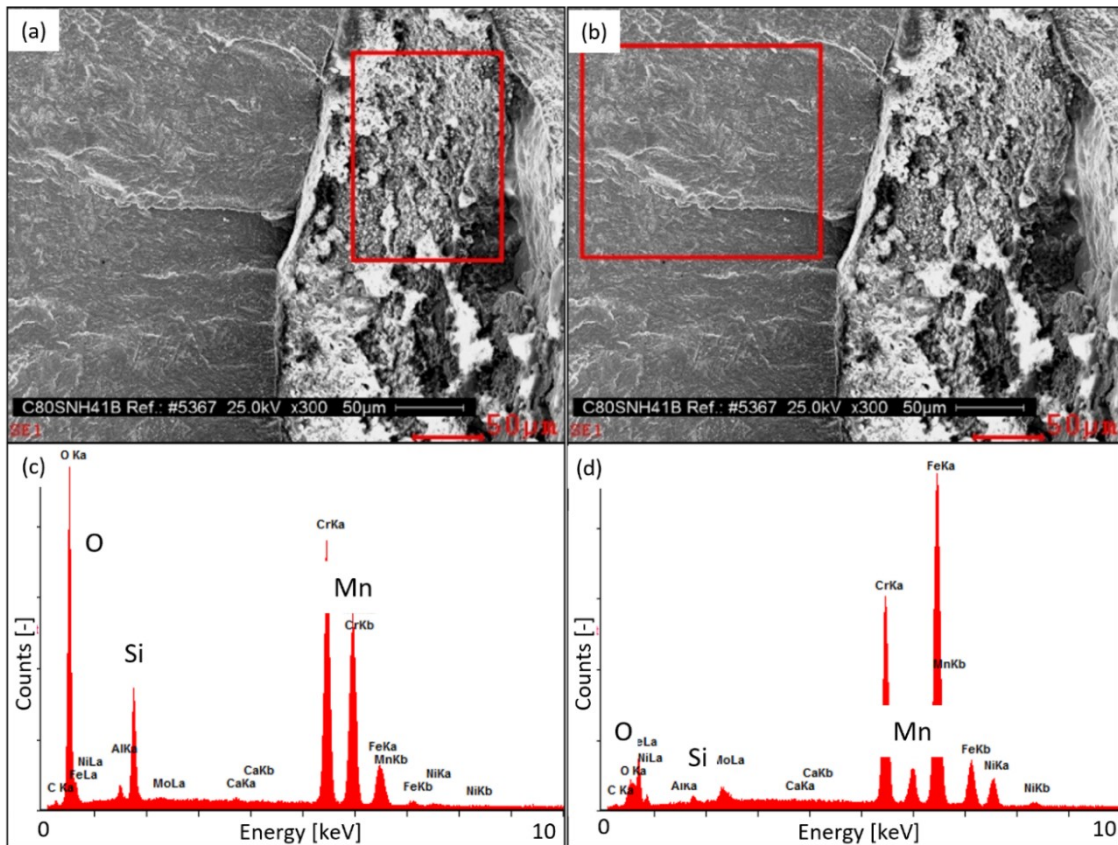 (a)
C80SNH41B Ref.: #5367 25.0kV x300 50µm
SE1
50µm
(b)
C80SNH41B Ref.: #5367 25.0kV x300 50µm
SE1
50µm
(c)
O Ka
O
CrKa
Mn
CrKb
Si
Counts [-]
NiLa
AlKa
FeLa
C Ka
MoLa
CaKb
CaKa
FeKa
MnKb
NiKa
FeKb
NiKb
0
Energy [keV]
10
(d)
FeKa
CrKa
MnKb
Mn
Counts [-]
O
eLa
NiLa
Si
MoLa
O Ka
C Ka
AlKa
CaKb
CaKa
FeKb
NiKa
NiKb
0
Energy [keV]
10